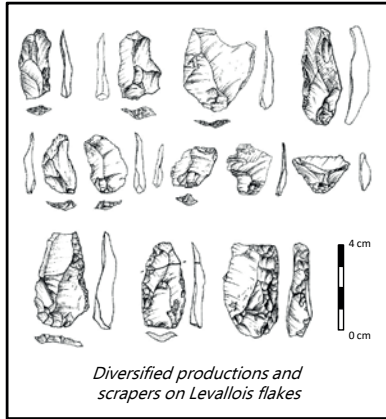 4 cm
0 cm
Diversified productions and
scrapers on Levallois flakes